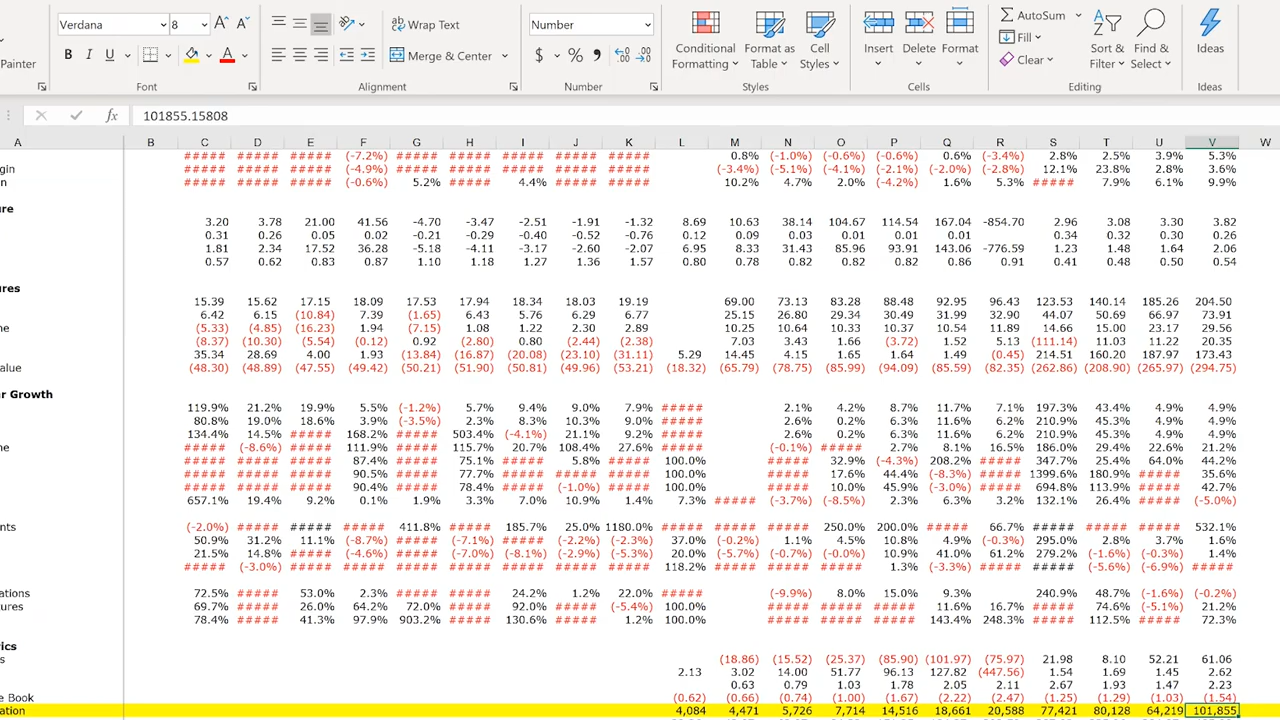 Verdana 8 A^ A˅ Wrap Text Number Conditional Formatting Format as Table Cell Styles Insert Delete Format AutoSum Fill Clear Sort & Filter Find & Select Ideas
Painter B I U A Merge & Center $ % ,
Font Alignment Number Styles Cells Editing Ideas
fx 101855.15808
A B C D E F G H I J K L M N O P Q R S T U V W
##### ##### ##### (-7.2%) ##### ##### ##### ##### ##### 0.8% (-1.0%) (-0.6%) (-0.6%) 0.6% (-3.4%) 2.8% 2.5% 3.9% 5.3%
gin ##### ##### ##### (-4.9%) ##### ##### ##### ##### ##### (-3.4%) (-5.1%) (-4.1%) (-2.1%) (-2.0%) (-2.8%) 12.1% 23.8% 2.8% 3.6%
n ##### ##### ##### (-0.6%) 5.2% ##### 4.4% ##### ##### 10.2% 4.7% 2.0% (-4.2%) 1.6% 5.3% ##### 7.9% 6.1% 9.9%
ure
3.20 3.78 21.00 41.56 -4.70 -3.47 -2.51 -1.91 -1.32 8.69 10.63 38.14 104.67 114.54 167.04 -854.70 2.96 3.08 3.30 3.82
0.31 0.26 0.05 0.02 -0.21 -0.29 -0.40 -0.52 -0.76 0.12 0.09 0.03 0.01 0.01 0.01 0.34 0.32 0.30 0.26
1.81 2.34 17.52 36.28 -5.18 -4.11 -3.17 -2.60 -2.07 6.95 8.33 31.43 85.96 93.91 143.06 -776.59 1.23 1.48 1.64 2.06
0.57 0.62 0.83 0.87 1.10 1.18 1.27 1.36 1.57 0.80 0.78 0.82 0.82 0.82 0.86 0.91 0.41 0.48 0.50 0.54
ures
15.39 15.62 17.15 18.09 17.53 17.94 18.34 18.03 19.19 69.00 73.13 83.28 88.48 92.95 96.43 123.53 140.14 185.26 204.50
6.42 6.15 (10.84) 7.39 (1.65) 6.43 5.76 6.29 6.77 25.15 26.80 29.34 30.49 31.99 32.90 44.07 50.69 66.97 73.91
ne (5.33) (4.85) (16.23) 1.94 (7.15) 1.08 1.22 2.30 2.89 10.25 10.64 10.33 10.37 10.54 11.89 14.66 15.00 23.17 29.56
(8.37) (10.30) (5.54) (0.12) 0.92 (2.80) 0.80 (2.44) (2.38) 7.03 3.43 1.66 (3.72) 1.52 5.13 (111.14) 11.03 11.22 20.35
35.34 28.69 4.00 1.93 (13.84) (16.87) (20.08) (23.10) (31.11) 5.29 14.45 4.15 1.65 1.64 1.49 (0.45) 214.51 160.20 187.97 173.43
alue (48.30) (48.89) (47.55) (49.42) (50.21) (51.90) (50.81) (49.96) (53.21) (18.32) (65.79) (78.75) (85.99) (94.09) (85.59) (82.35) (262.86) (208.90) (265.97) (294.75)
r Growth
119.9% 21.2% 19.9% 5.5% (-1.2%) 5.7% 9.4% 9.0% 7.9% ##### 2.1% 4.2% 8.7% 11.7% 7.1% 197.3% 43.4% 4.9% 4.9%
80.8% 19.0% 18.6% 3.9% (-3.5%) 2.3% 8.3% 10.3% 9.0% ##### 2.6% 0.2% 6.3% 11.6% 6.2% 210.9% 45.3% 4.9% 4.9%
134.4% 14.5% ##### 168.2% ##### 503.4% (-4.1%) 21.1% 9.2% ##### 2.6% 0.2% 6.3% 11.6% 6.2% 210.9% 45.3% 4.9% 4.9%
ne ##### (-8.6%) ##### 111.9% ##### 115.7% 20.7% 108.4% 27.6% ##### (-0.1%) ##### 2.7% 8.1% 16.5% 186.0% 29.4% 22.6% 21.2%
##### ##### ##### 87.4% ##### 75.1% ##### 5.8% ##### 100.0% ##### 32.9% (-4.3%) 208.2% ##### 347.7% 25.4% 64.0% 44.2%
##### ##### ##### 90.5% ##### 77.7% ##### ##### ##### 100.0% ##### 17.6% 44.4% (-8.3%) ##### 1399.6% 180.9% ##### 35.6%
##### ##### ##### 90.4% ##### 78.4% ##### (-1.0%) ##### 100.0% ##### 10.0% 45.9% (-3.0%) ##### 694.8% 113.9% ##### 42.7%
657.1% 19.4% 9.2% 0.1% 1.9% 3.3% 7.0% 10.9% 1.4% 7.3% ##### (-3.7%) (-8.5%) 2.3% 6.3% 3.2% 132.1% 26.4% ##### (-5.0%)
nts (-2.0%) ##### ##### ##### 411.8% ##### 185.7% 25.0% 1180.0% ##### ##### ##### 250.0% 200.0% ##### 66.7% ##### ##### ##### 532.1%
50.9% 31.2% 11.1% (-8.7%) ##### (-7.1%) ##### (-2.2%) (-2.3%) 37.0% (-0.2%) 1.1% 4.5% 10.8% 4.9% (-0.3%) 295.0% 2.8% 3.7% 1.6%
21.5% 14.8% ##### (-4.6%) ##### (-7.0%) (-8.1%) (-2.9%) (-5.3%) 20.0% (-5.7%) (-0.7%) (-0.0%) 10.9% 41.0% 61.2% 279.2% (-1.6%) (-0.3%) 1.4%
##### (-3.0%) ##### ##### ##### ##### ##### ##### ##### 118.2% ##### ##### ##### 1.3% (-3.3%) ##### ##### (-5.6%) (-6.9%) #####
ations 72.5% ##### 53.0% 2.3% ##### ##### 24.2% 1.2% 22.0% ##### (-9.9%) 8.0% 15.0% 9.3% 240.9% 48.7% (-1.6%) (-0.2%)
tures 69.7% ##### 26.0% 64.2% 72.0% ##### 92.0% ##### (-5.4%) 100.0% ##### ##### ##### 11.6% 16.7% ##### 74.6% (-5.1%) 21.2%
78.4% ##### 41.3% 97.9% 903.2% ##### 130.6% ##### 1.2% 100.0% ##### ##### ##### 143.4% 248.3% ##### 112.5% ##### 72.3%
rics
s (18.86) (15.52) (25.37) (85.90) (101.97) (75.97) 21.98 8.10 52.21 61.06
2.13 3.02 14.00 51.77 96.13 127.82 (447.56) 1.54 1.69 1.45 2.62
0.63 0.79 1.03 1.78 2.05 2.11 2.67 1.93 1.47 2.23
e Book (0.62) (0.66) (0.74) (1.00) (1.95) (2.22) (2.47) (1.25) (1.29) (1.03) (1.54)
ation 4,084 4,471 5,726 7,714 14,516 18,661 20,588 77,421 80,128 64,219 101,855